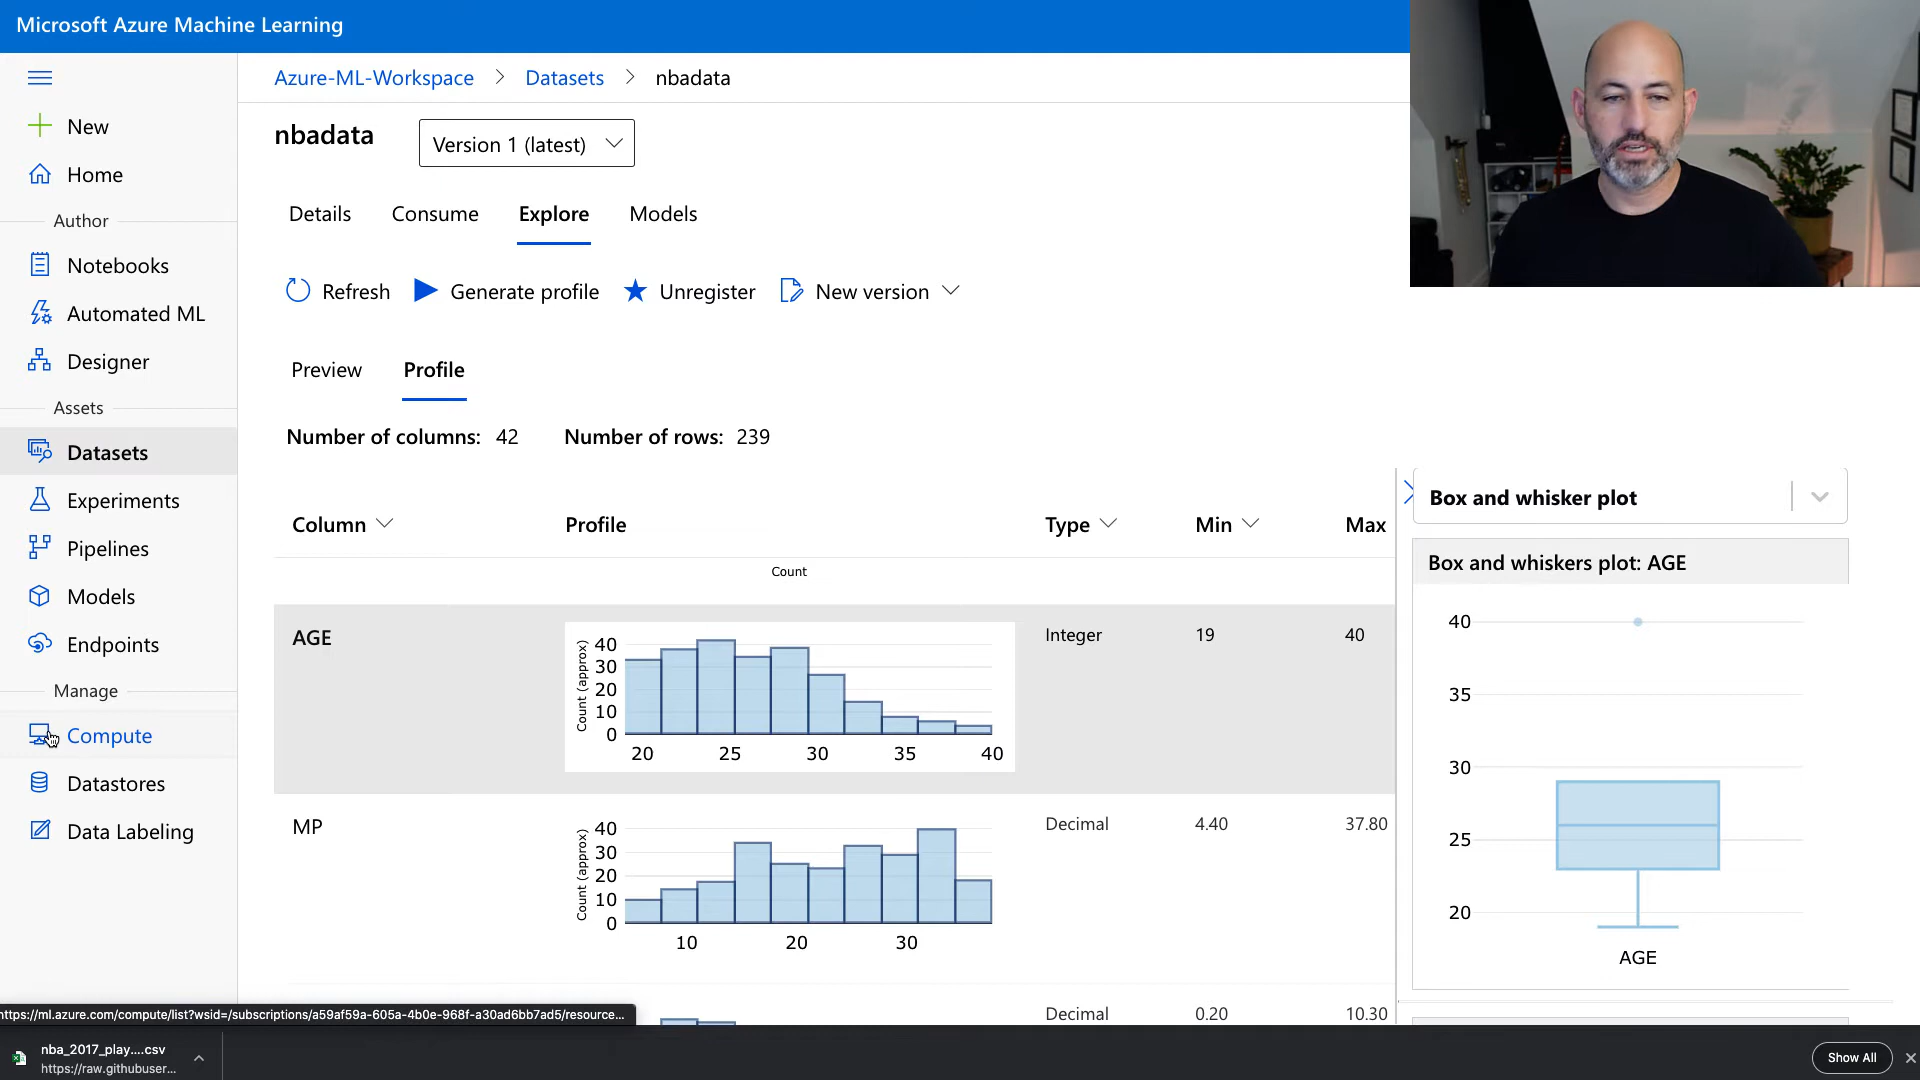 Microsoft Azure Machine Learning
Azure-ML-Workspace > Datasets > nbadata
New
Home
Author
Notebooks
Automated ML
Designer
Assets
Datasets
Experiments
Pipelines
Models
Endpoints
Manage
Compute
Datastores
Data Labeling
nbadata Version 1 (latest)
Details Consume Explore Models
Refresh Generate profile Unregister New version
Preview Profile
Number of columns: 42 Number of rows: 239
Column Profile Type Min Max
Count
AGE Integer 19 40
Count (approx)
40
30
20
10
0
20 25 30 35 40
MP Decimal 4.40 37.80
Count (approx)
40
30
20
10
0
10 20 30
Decimal 0.20 10.30
Box and whisker plot
Box and whiskers plot: AGE
40
35
30
25
20
AGE
https://ml.azure.com/compute/list?wsid=/subscriptions/a59af59a-605a-4b0e-968f-a30ad6bb7ad5/resource...
nba_2017_play....csv
https://raw.githubuser...
Show All